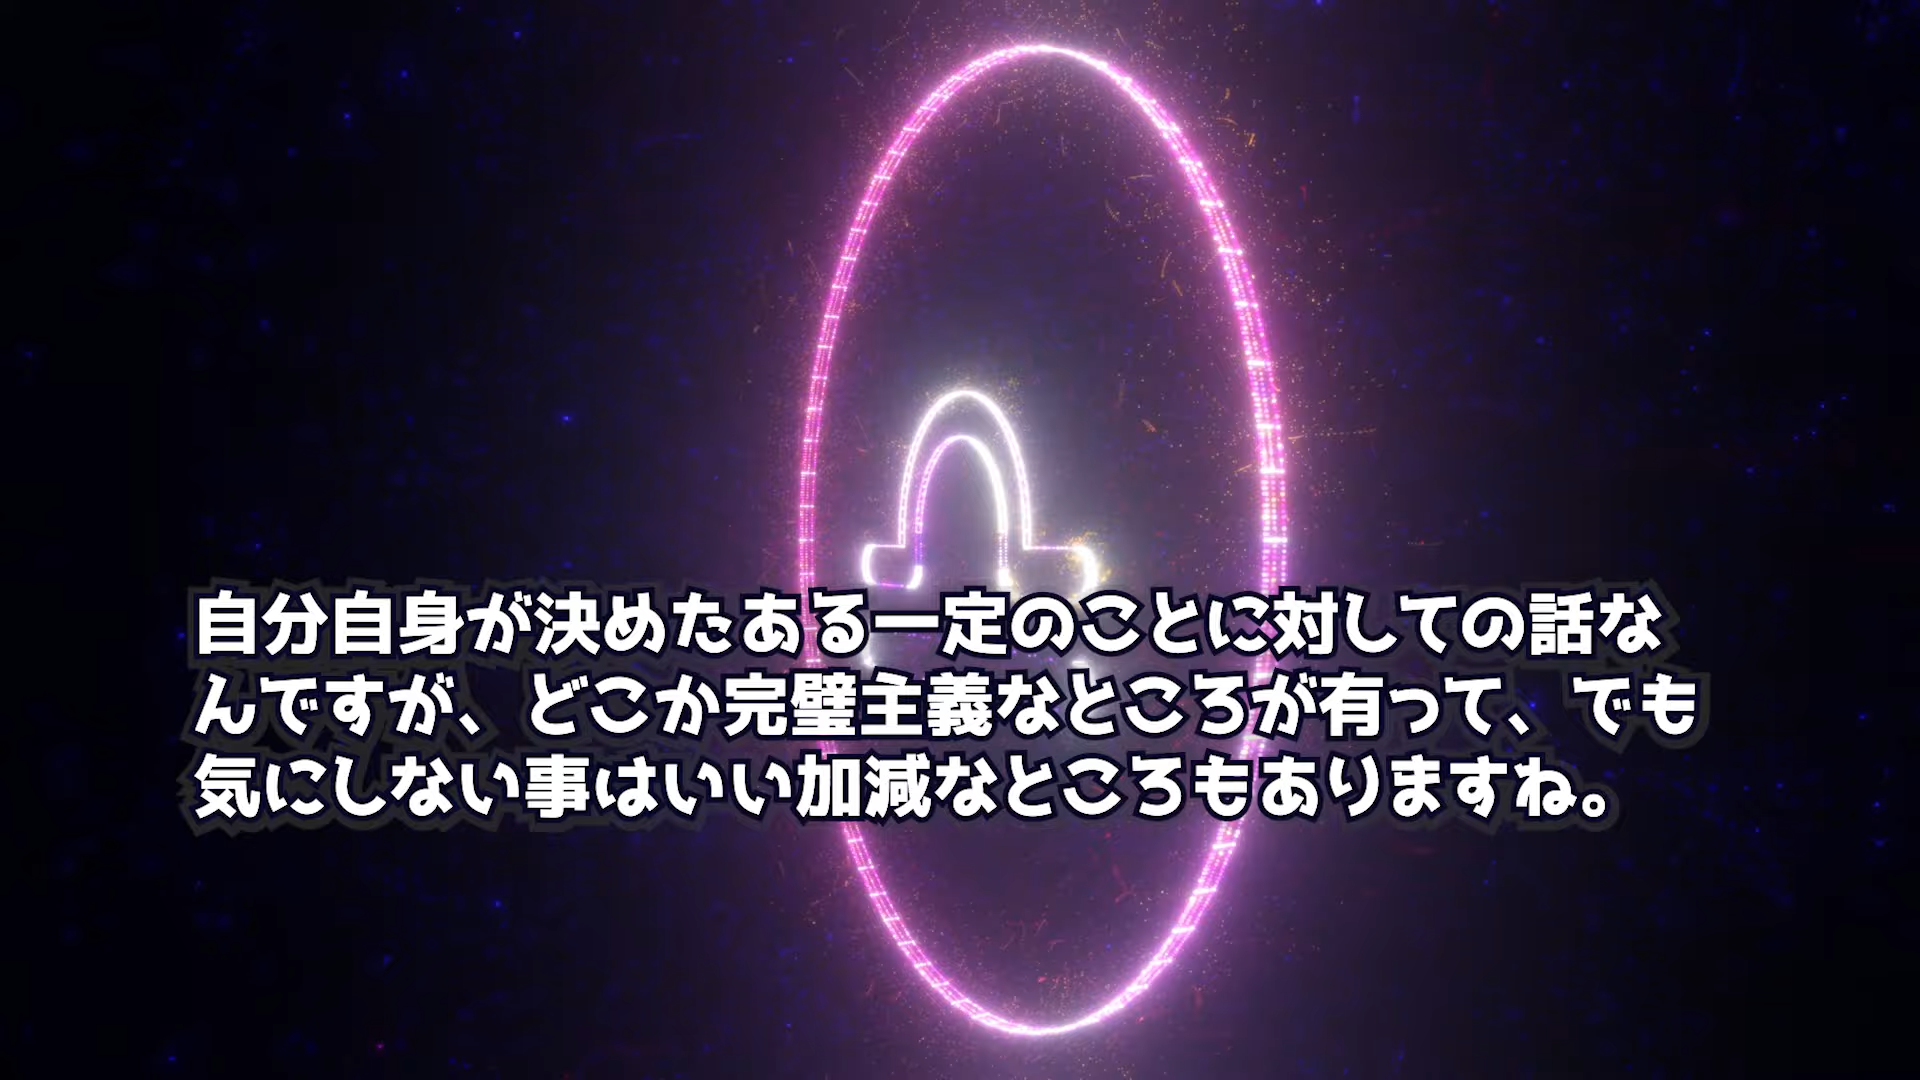 自分自身が決めたある一定のことに対しての話な
んですが、どこか完璧主義なところが有って、でも
気にしない事はいい加減なところもありますね。